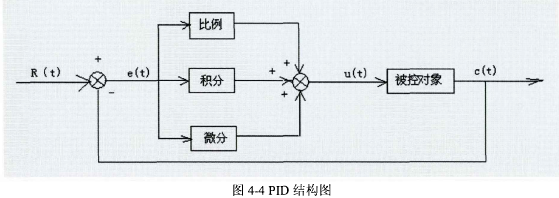 比例
+
+
R(t)
e(t)
+
积分
+
u(t)
被控对象
c(t)
−
+
微分
图 4-4 PID 结构图